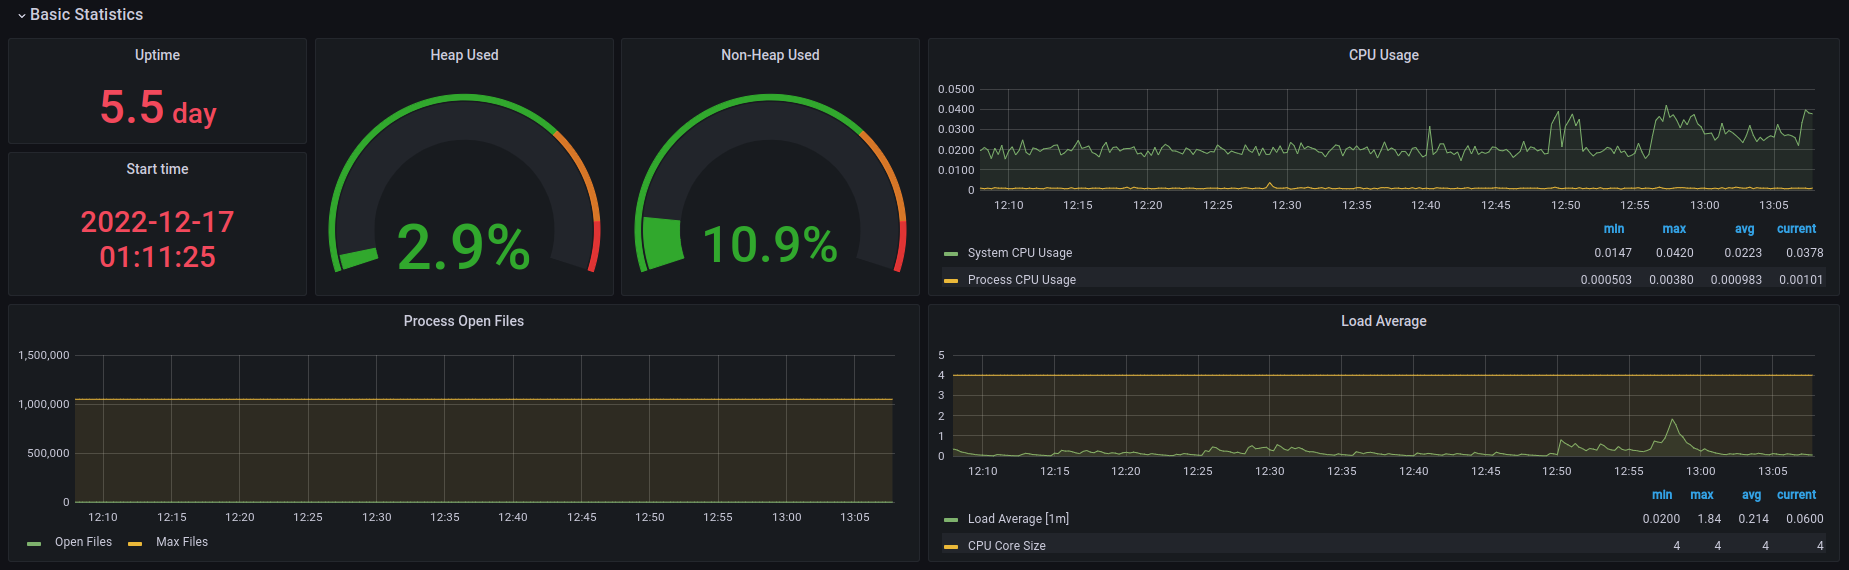 Basic Statistics
Uptime
5.5 day
Start time
2022-12-17
01:11:25
Heap Used
2.9%
Non-Heap Used
10.9%
CPU Usage
0.0500
0.0400
0.0300
0.0200
0.0100
0
12:10 12:15 12:20 12:25 12:30 12:35 12:40 12:45 12:50 12:55 13:00 13:05
min max avg current
System CPU Usage 0.0147 0.0420 0.0223 0.0378
Process CPU Usage 0.000503 0.00380 0.000983 0.00101
Process Open Files
1,500,000
1,000,000
500,000
0
12:10 12:15 12:20 12:25 12:30 12:35 12:40 12:45 12:50 12:55 13:00 13:05
Open Files Max Files
Load Average
5
4
3
2
1
0
12:10 12:15 12:20 12:25 12:30 12:35 12:40 12:45 12:50 12:55 13:00 13:05
min max avg current
Load Average [1m] 0.0200 1.84 0.214 0.0600
CPU Core Size 4 4 4 4